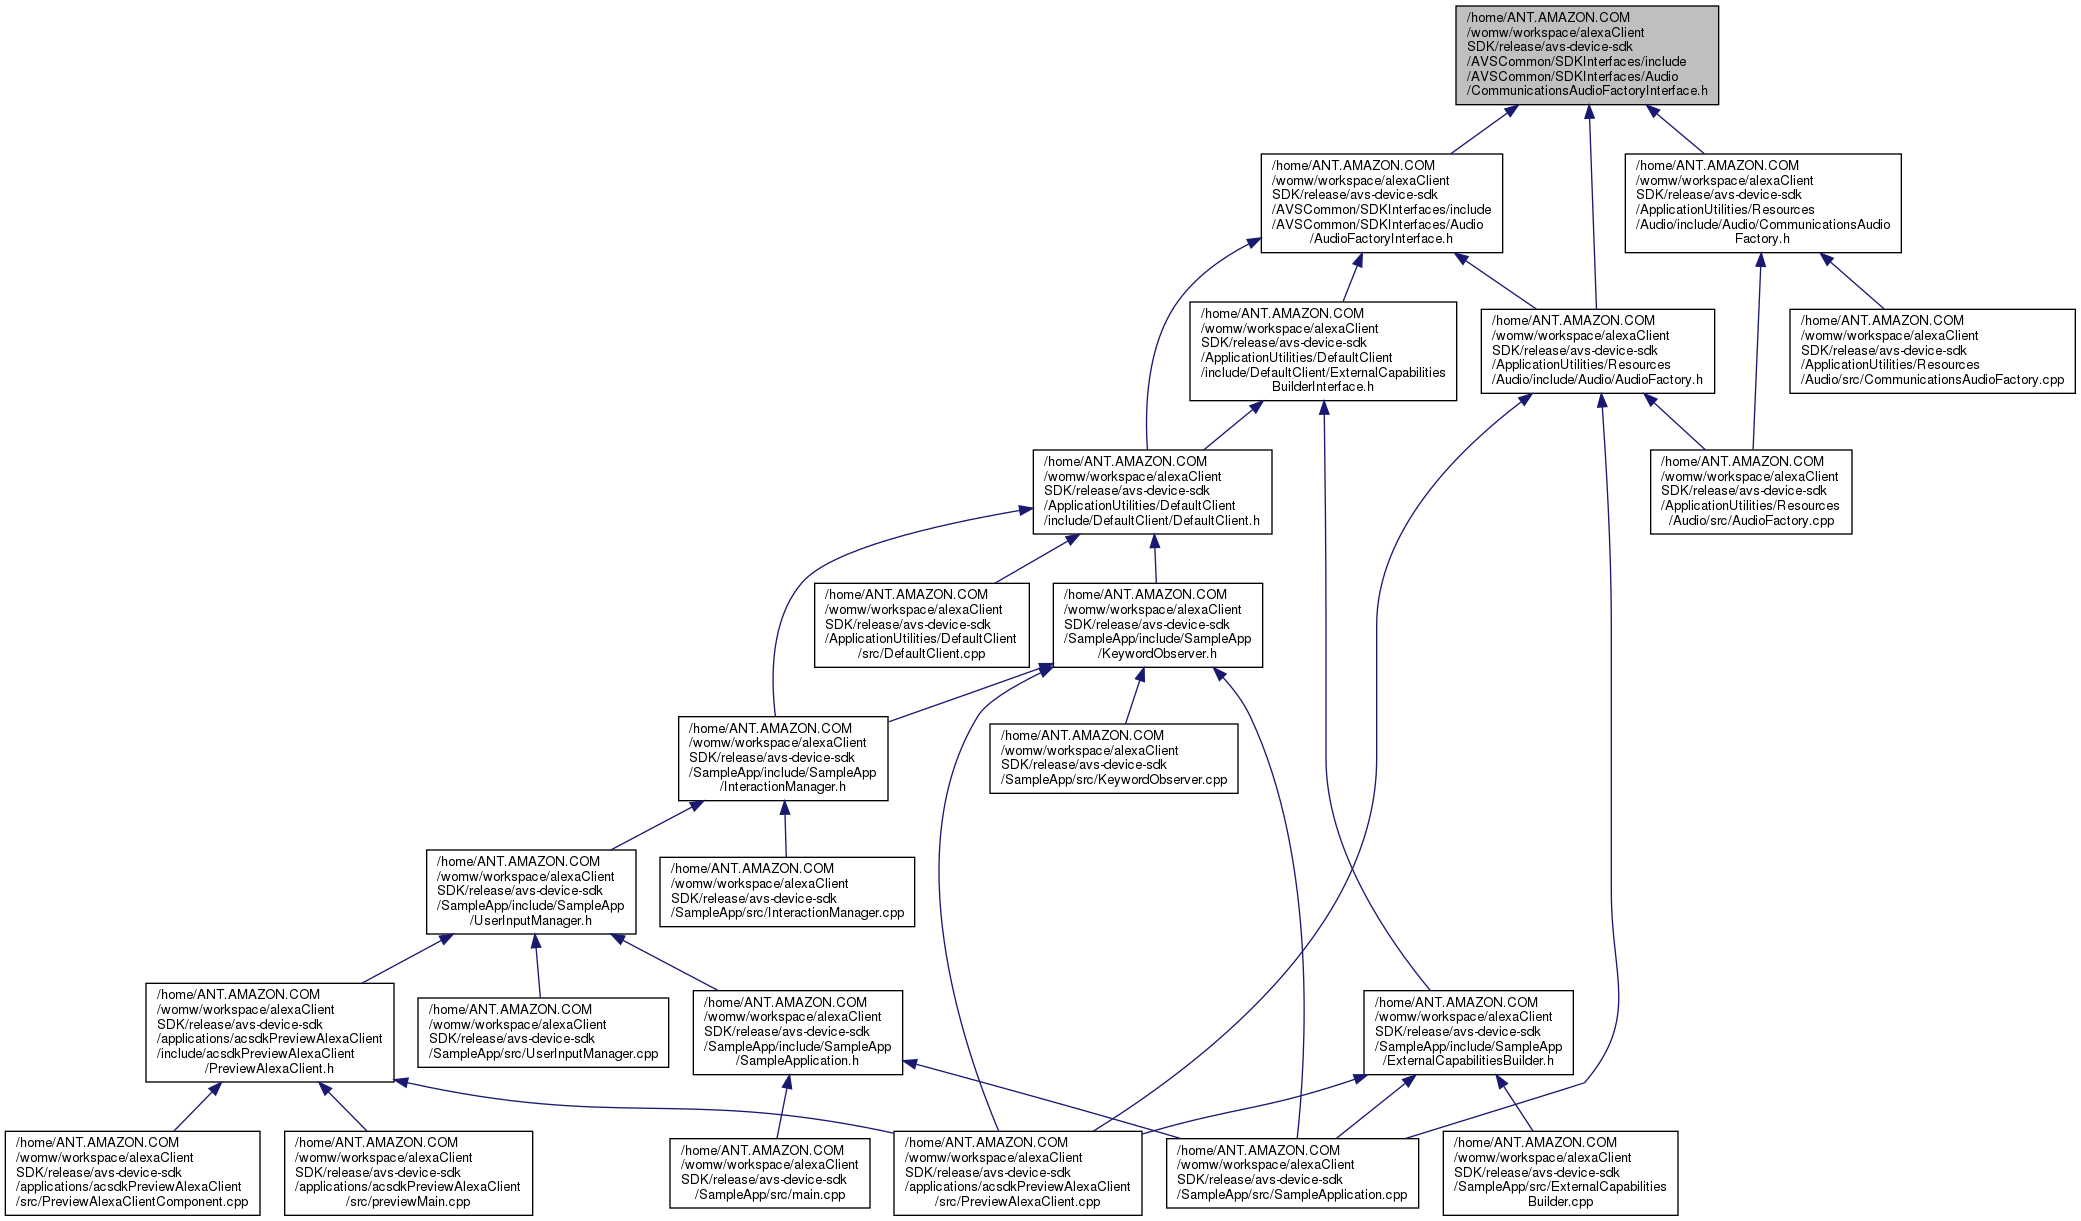 /home/ANT.AMAZON.COM
/womw/workspace/alexaClient
SDK/release/avs-device-sdk
/AVSCommon/SDKInterfaces/include
/AVSCommon/SDKInterfaces/Audio
/CommunicationsAudioFactoryInterface.h
/home/ANT.AMAZON.COM
/womw/workspace/alexaClient
SDK/release/avs-device-sdk
/AVSCommon/SDKInterfaces/include
/AVSCommon/SDKInterfaces/Audio
/AudioFactoryInterface.h
/home/ANT.AMAZON.COM
/womw/workspace/alexaClient
SDK/release/avs-device-sdk
/ApplicationUtilities/Resources
/Audio/include/Audio/CommunicationsAudio
Factory.h
/home/ANT.AMAZON.COM
/womw/workspace/alexaClient
SDK/release/avs-device-sdk
/ApplicationUtilities/DefaultClient
/include/DefaultClient/ExternalCapabilities
BuilderInterface.h
/home/ANT.AMAZON.COM
/womw/workspace/alexaClient
SDK/release/avs-device-sdk
/ApplicationUtilities/Resources
/Audio/include/Audio/AudioFactory.h
/home/ANT.AMAZON.COM
/womw/workspace/alexaClient
SDK/release/avs-device-sdk
/ApplicationUtilities/Resources
/Audio/src/CommunicationsAudioFactory.cpp
/home/ANT.AMAZON.COM
/womw/workspace/alexaClient
SDK/release/avs-device-sdk
/ApplicationUtilities/DefaultClient
/include/DefaultClient/DefaultClient.h
/home/ANT.AMAZON.COM
/womw/workspace/alexaClient
SDK/release/avs-device-sdk
/ApplicationUtilities/Resources
/Audio/src/AudioFactory.cpp
/home/ANT.AMAZON.COM
/womw/workspace/alexaClient
SDK/release/avs-device-sdk
/ApplicationUtilities/DefaultClient
/src/DefaultClient.cpp
/home/ANT.AMAZON.COM
/womw/workspace/alexaClient
SDK/release/avs-device-sdk
/SampleApp/include/SampleApp
/KeywordObserver.h
/home/ANT.AMAZON.COM
/womw/workspace/alexaClient
SDK/release/avs-device-sdk
/SampleApp/include/SampleApp
/InteractionManager.h
/home/ANT.AMAZON.COM
/womw/workspace/alexaClient
SDK/release/avs-device-sdk
/SampleApp/src/KeywordObserver.cpp
/home/ANT.AMAZON.COM
/womw/workspace/alexaClient
SDK/release/avs-device-sdk
/SampleApp/include/SampleApp
/UserInputManager.h
/home/ANT.AMAZON.COM
/womw/workspace/alexaClient
SDK/release/avs-device-sdk
/SampleApp/src/InteractionManager.cpp
/home/ANT.AMAZON.COM
/womw/workspace/alexaClient
SDK/release/avs-device-sdk
/applications/acsdkPreviewAlexaClient
/include/acsdkPreviewAlexaClient
/PreviewAlexaClient.h
/home/ANT.AMAZON.COM
/womw/workspace/alexaClient
SDK/release/avs-device-sdk
/SampleApp/src/UserInputManager.cpp
/home/ANT.AMAZON.COM
/womw/workspace/alexaClient
SDK/release/avs-device-sdk
/SampleApp/include/SampleApp
/SampleApplication.h
/home/ANT.AMAZON.COM
/womw/workspace/alexaClient
SDK/release/avs-device-sdk
/SampleApp/include/SampleApp
/ExternalCapabilitiesBuilder.h
/home/ANT.AMAZON.COM
/womw/workspace/alexaClient
SDK/release/avs-device-sdk
/applications/acsdkPreviewAlexaClient
/src/PreviewAlexaClientComponent.cpp
/home/ANT.AMAZON.COM
/womw/workspace/alexaClient
SDK/release/avs-device-sdk
/applications/acsdkPreviewAlexaClient
/src/previewMain.cpp
/home/ANT.AMAZON.COM
/womw/workspace/alexaClient
SDK/release/avs-device-sdk
/SampleApp/src/main.cpp
/home/ANT.AMAZON.COM
/womw/workspace/alexaClient
SDK/release/avs-device-sdk
/applications/acsdkPreviewAlexaClient
/src/PreviewAlexaClient.cpp
/home/ANT.AMAZON.COM
/womw/workspace/alexaClient
SDK/release/avs-device-sdk
/SampleApp/src/SampleApplication.cpp
/home/ANT.AMAZON.COM
/womw/workspace/alexaClient
SDK/release/avs-device-sdk
/SampleApp/src/ExternalCapabilities
Builder.cpp